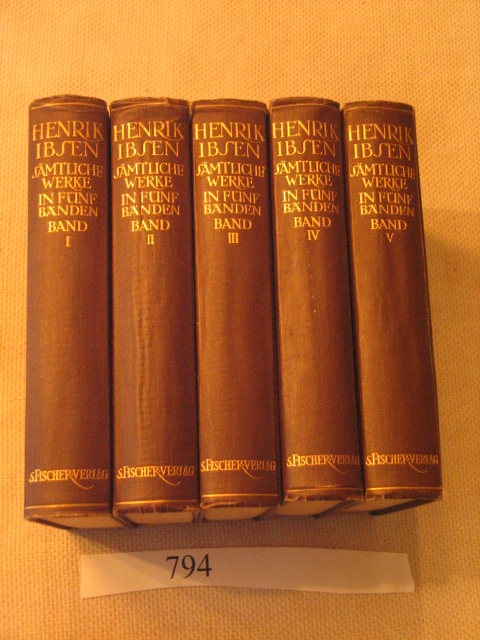 HENRIK
IBSEN
SÄMTLICHE
WERKE
IN FÜNF
BÄNDEN
BAND
I
S. FISCHER-VERLAG
HENRIK
IBSEN
SÄMTLICHE
WERKE
IN FÜNF
BÄNDEN
BAND
II
S. FISCHER-VERLAG
HENRIK
IBSEN
SÄMTLICHE
WERKE
IN FÜNF
BÄNDEN
BAND
III
S. FISCHER-VERLAG
HENRIK
IBSEN
SÄMTLICHE
WERKE
IN FÜNF
BÄNDEN
BAND
IV
S. FISCHER-VERLAG
HENRIK
IBSEN
SÄMTLICHE
WERKE
IN FÜNF
BÄNDEN
BAND
V
S. FISCHER-VERLAG
794